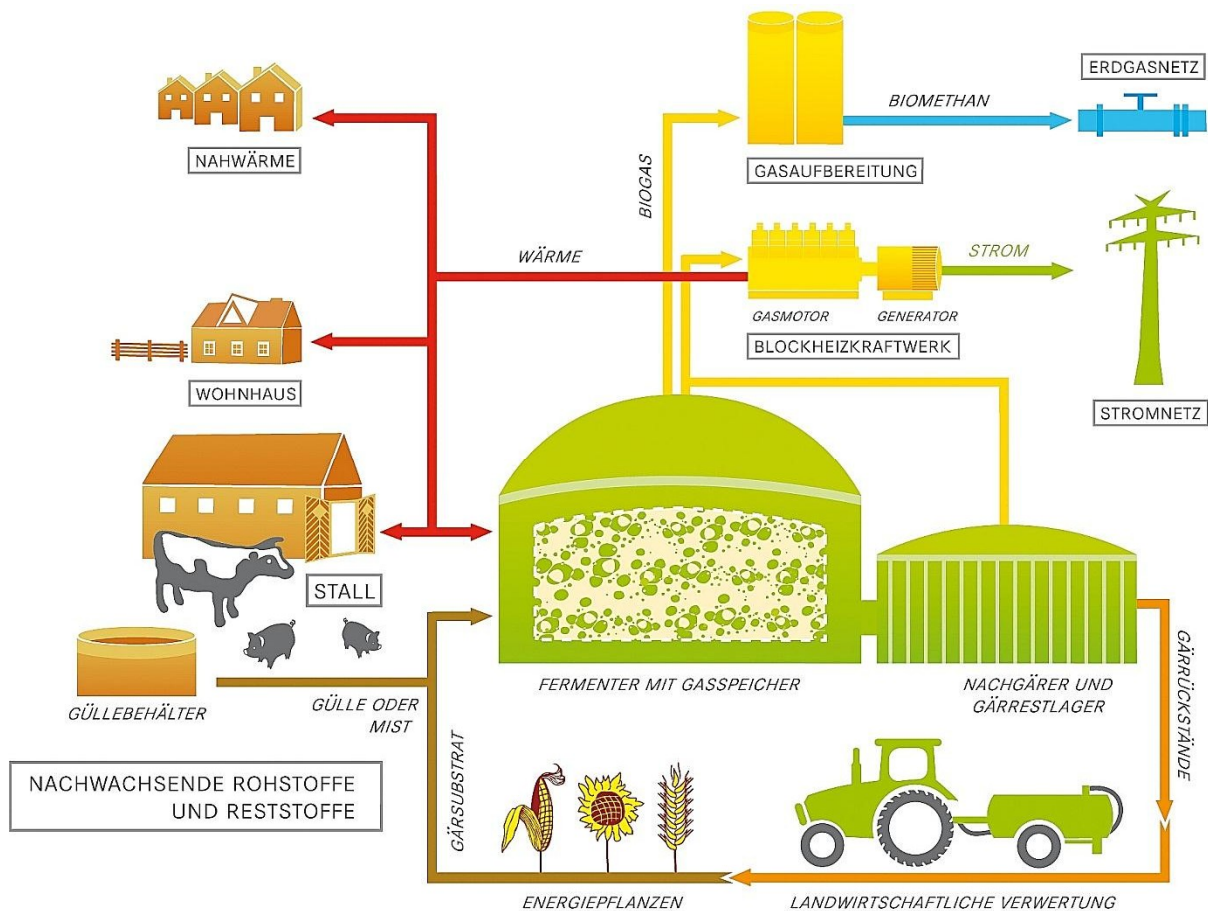 ERDGASNETZ
BIOMETHAN
NAHWÄRME
GASAUFBEREITUNG
BIOGAS
WÄRME
STROM
GASMOTOR
GENERATOR
BLOCKHEIZKRAFTWERK
WOHNHAUS
STROMNETZ
STALL
FERMENTER MIT GASSPEICHER
NACHGÄRER UND
GÄRRESTLAGER
GÜLLEBEHÄLTER
GÜLLE ODER
MIST
GÄRRÜCKSTÄNDE
GÄRSUBSTRAT
NACHWACHSENDE ROHSTOFFE
UND RESTSTOFFE
ENERGIEPFLANZEN
LANDWIRTSCHAFTLICHE VERWERTUNG